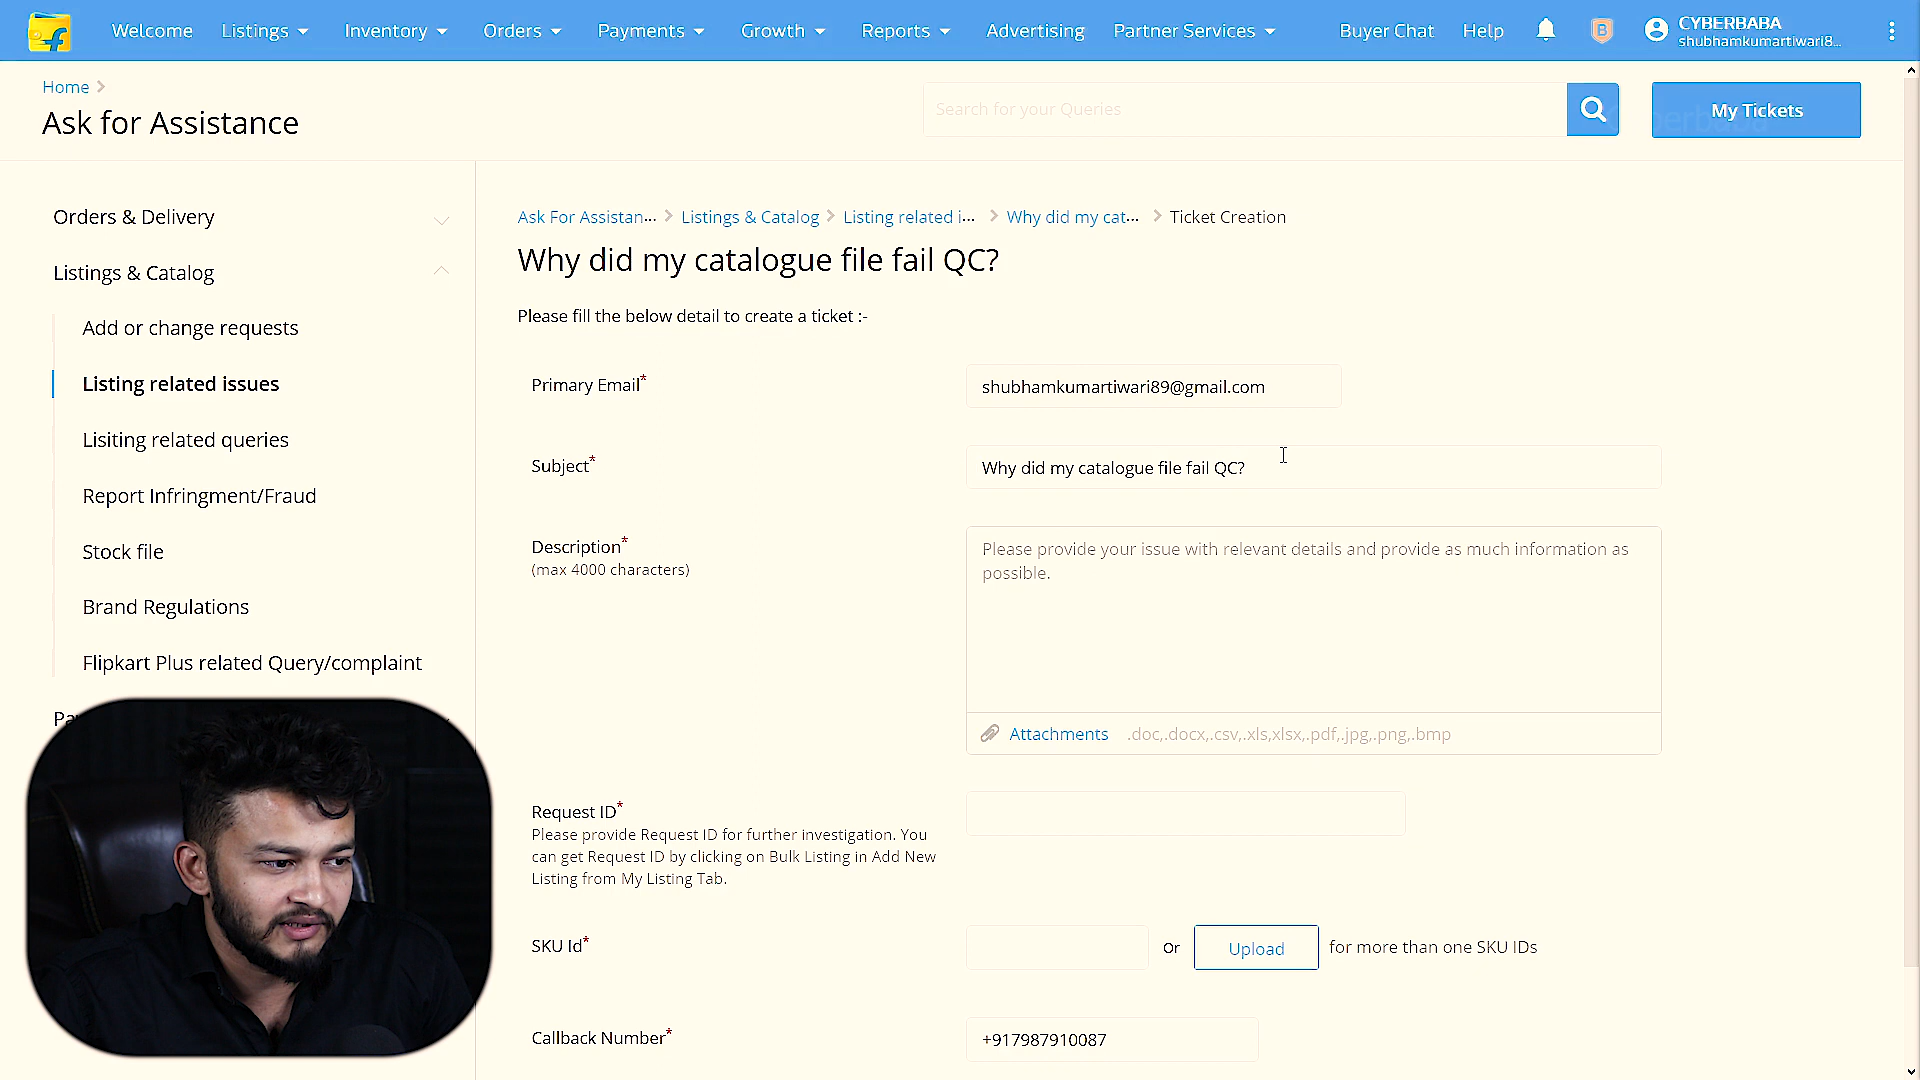 Welcome
Listings
Inventory
Orders
Payments
Growth
Reports
Advertising
Partner Services
Buyer Chat
Help
B
CYBERBABA
shubhamkumartiwari8...
Home
Ask for Assistance
Search for your Queries
My Tickets
Orders & Delivery
Listings & Catalog
Add or change requests
Listing related issues
Lisiting related queries
Report Infringment/Fraud
Stock file
Brand Regulations
Flipkart Plus related Query/complaint
Ask For Assistan... > Listings & Catalog > Listing related i... > Why did my cat... > Ticket Creation
Why did my catalogue file fail QC?
Please fill the below detail to create a ticket :-
Primary Email*
shubhamkumartiwari89@gmail.com
Subject*
Why did my catalogue file fail QC?
Description*
(max 4000 characters)
Please provide your issue with relevant details and provide as much information as
possible.
Attachments .doc,.docx,.csv,.xls,xlsx,.pdf,.jpg,.png,.bmp
Request ID*
Please provide Request ID for further investigation. You
can get Request ID by clicking on Bulk Listing in Add New
Listing from My Listing Tab.
SKU Id*
Or Upload for more than one SKU IDs
Callback Number*
+917987910087